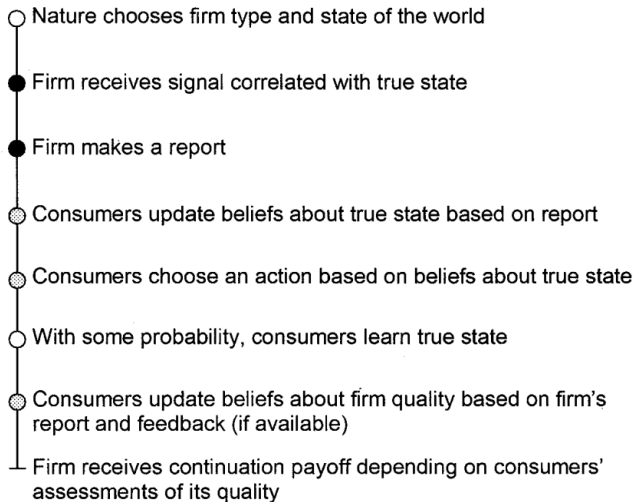 Nature chooses firm type and state of the world
Firm receives signal correlated with true state
Firm makes a report
Consumers update beliefs about true state based on report
Consumers choose an action based on beliefs about true state
With some probability, consumers learn true state
Consumers update beliefs about firm quality based on firm's
report and feedback (if available)
Firm receives continuation payoff depending on consumers'
assessments of its quality